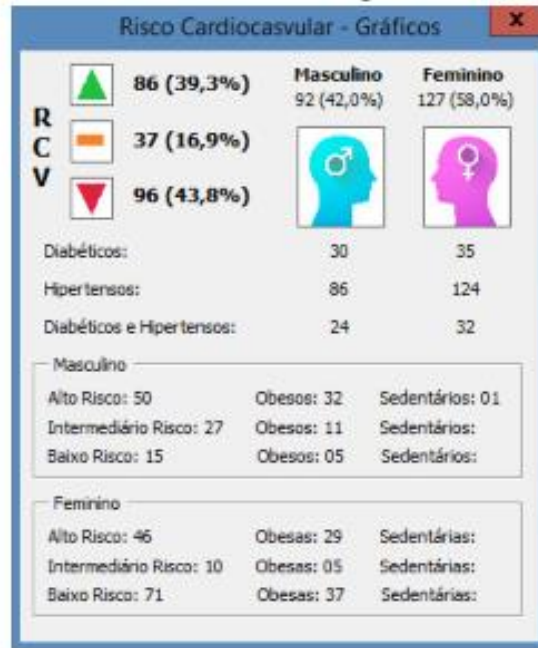 Risco Cardiocasvular - Gráficos
X
RCV
86 (39,3%)
37 (16,9%)
96 (43,8%)
Masculino
92 (42,0%)
Feminino
127 (58,0%)
Diabéticos: 30 35
Hipertensos: 86 124
Diabéticos e Hipertensos: 24 32
Masculino
Alto Risco: 50 Obesos: 32 Sedentários: 01
Intermediário Risco: 27 Obesos: 11 Sedentários:
Baixo Risco: 15 Obesos: 05 Sedentários:
Feminino
Alto Risco: 46 Obesas: 29 Sedentárias:
Intermediário Risco: 10 Obesas: 05 Sedentárias:
Baixo Risco: 71 Obesas: 37 Sedentárias: